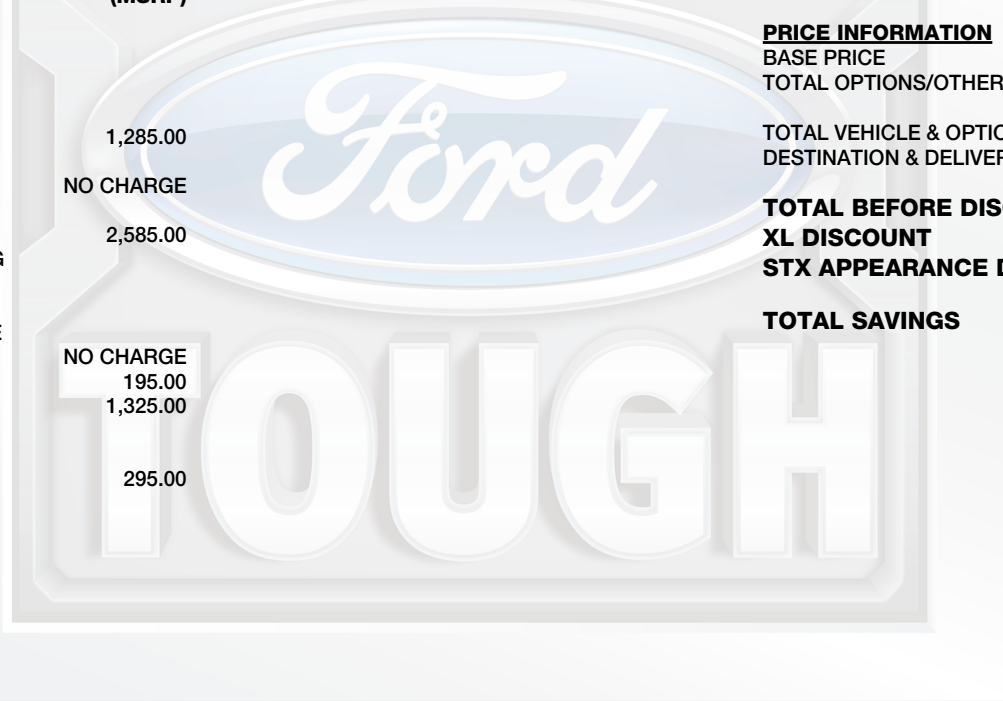 (MSRP)
1,285.00
NO CHARGE
2,585.00
G
E
NO CHARGE
195.00
1,325.00
295.00
PRICE INFORMATION
BASE PRICE
TOTAL OPTIONS/OTHER
TOTAL VEHICLE & OPTIO
DESTINATION & DELIVER
TOTAL BEFORE DIS
XL DISCOUNT
STX APPEARANCE D
TOTAL SAVINGS
Ford
TOUGH